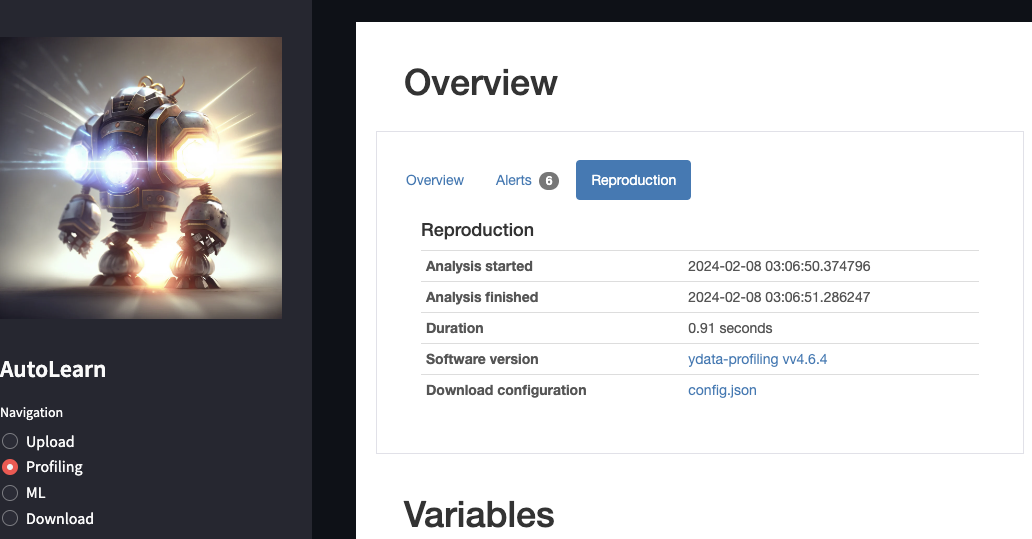 AutoLearn
Navigation
Upload
Profiling
ML
Download
Overview
Overview Alerts 6 Reproduction
Reproduction
Analysis started 2024-02-08 03:06:50.374796
Analysis finished 2024-02-08 03:06:51.286247
Duration 0.91 seconds
Software version ydata-profiling vv4.6.4
Download configuration config.json
Variables